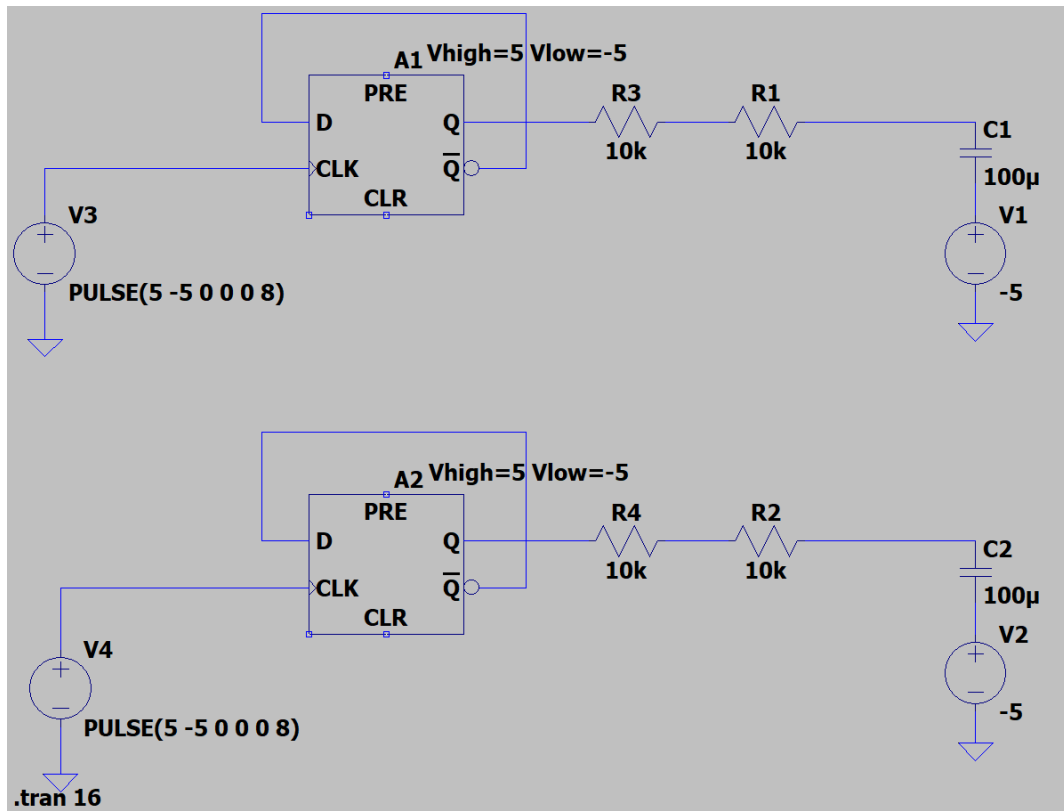 A1 Vhigh=5 Vlow=-5
PRE
D
Q
CLK
Q̅
CLR
R3
10k
R1
10k
C1
100µ
V1
-5
V3
PULSE(5 -5 0 0 0 8)
A2 Vhigh=5 Vlow=-5
PRE
D
Q
CLK
Q̅
CLR
R4
10k
R2
10k
C2
100µ
V2
-5
V4
PULSE(5 -5 0 0 0 8)
.tran 16